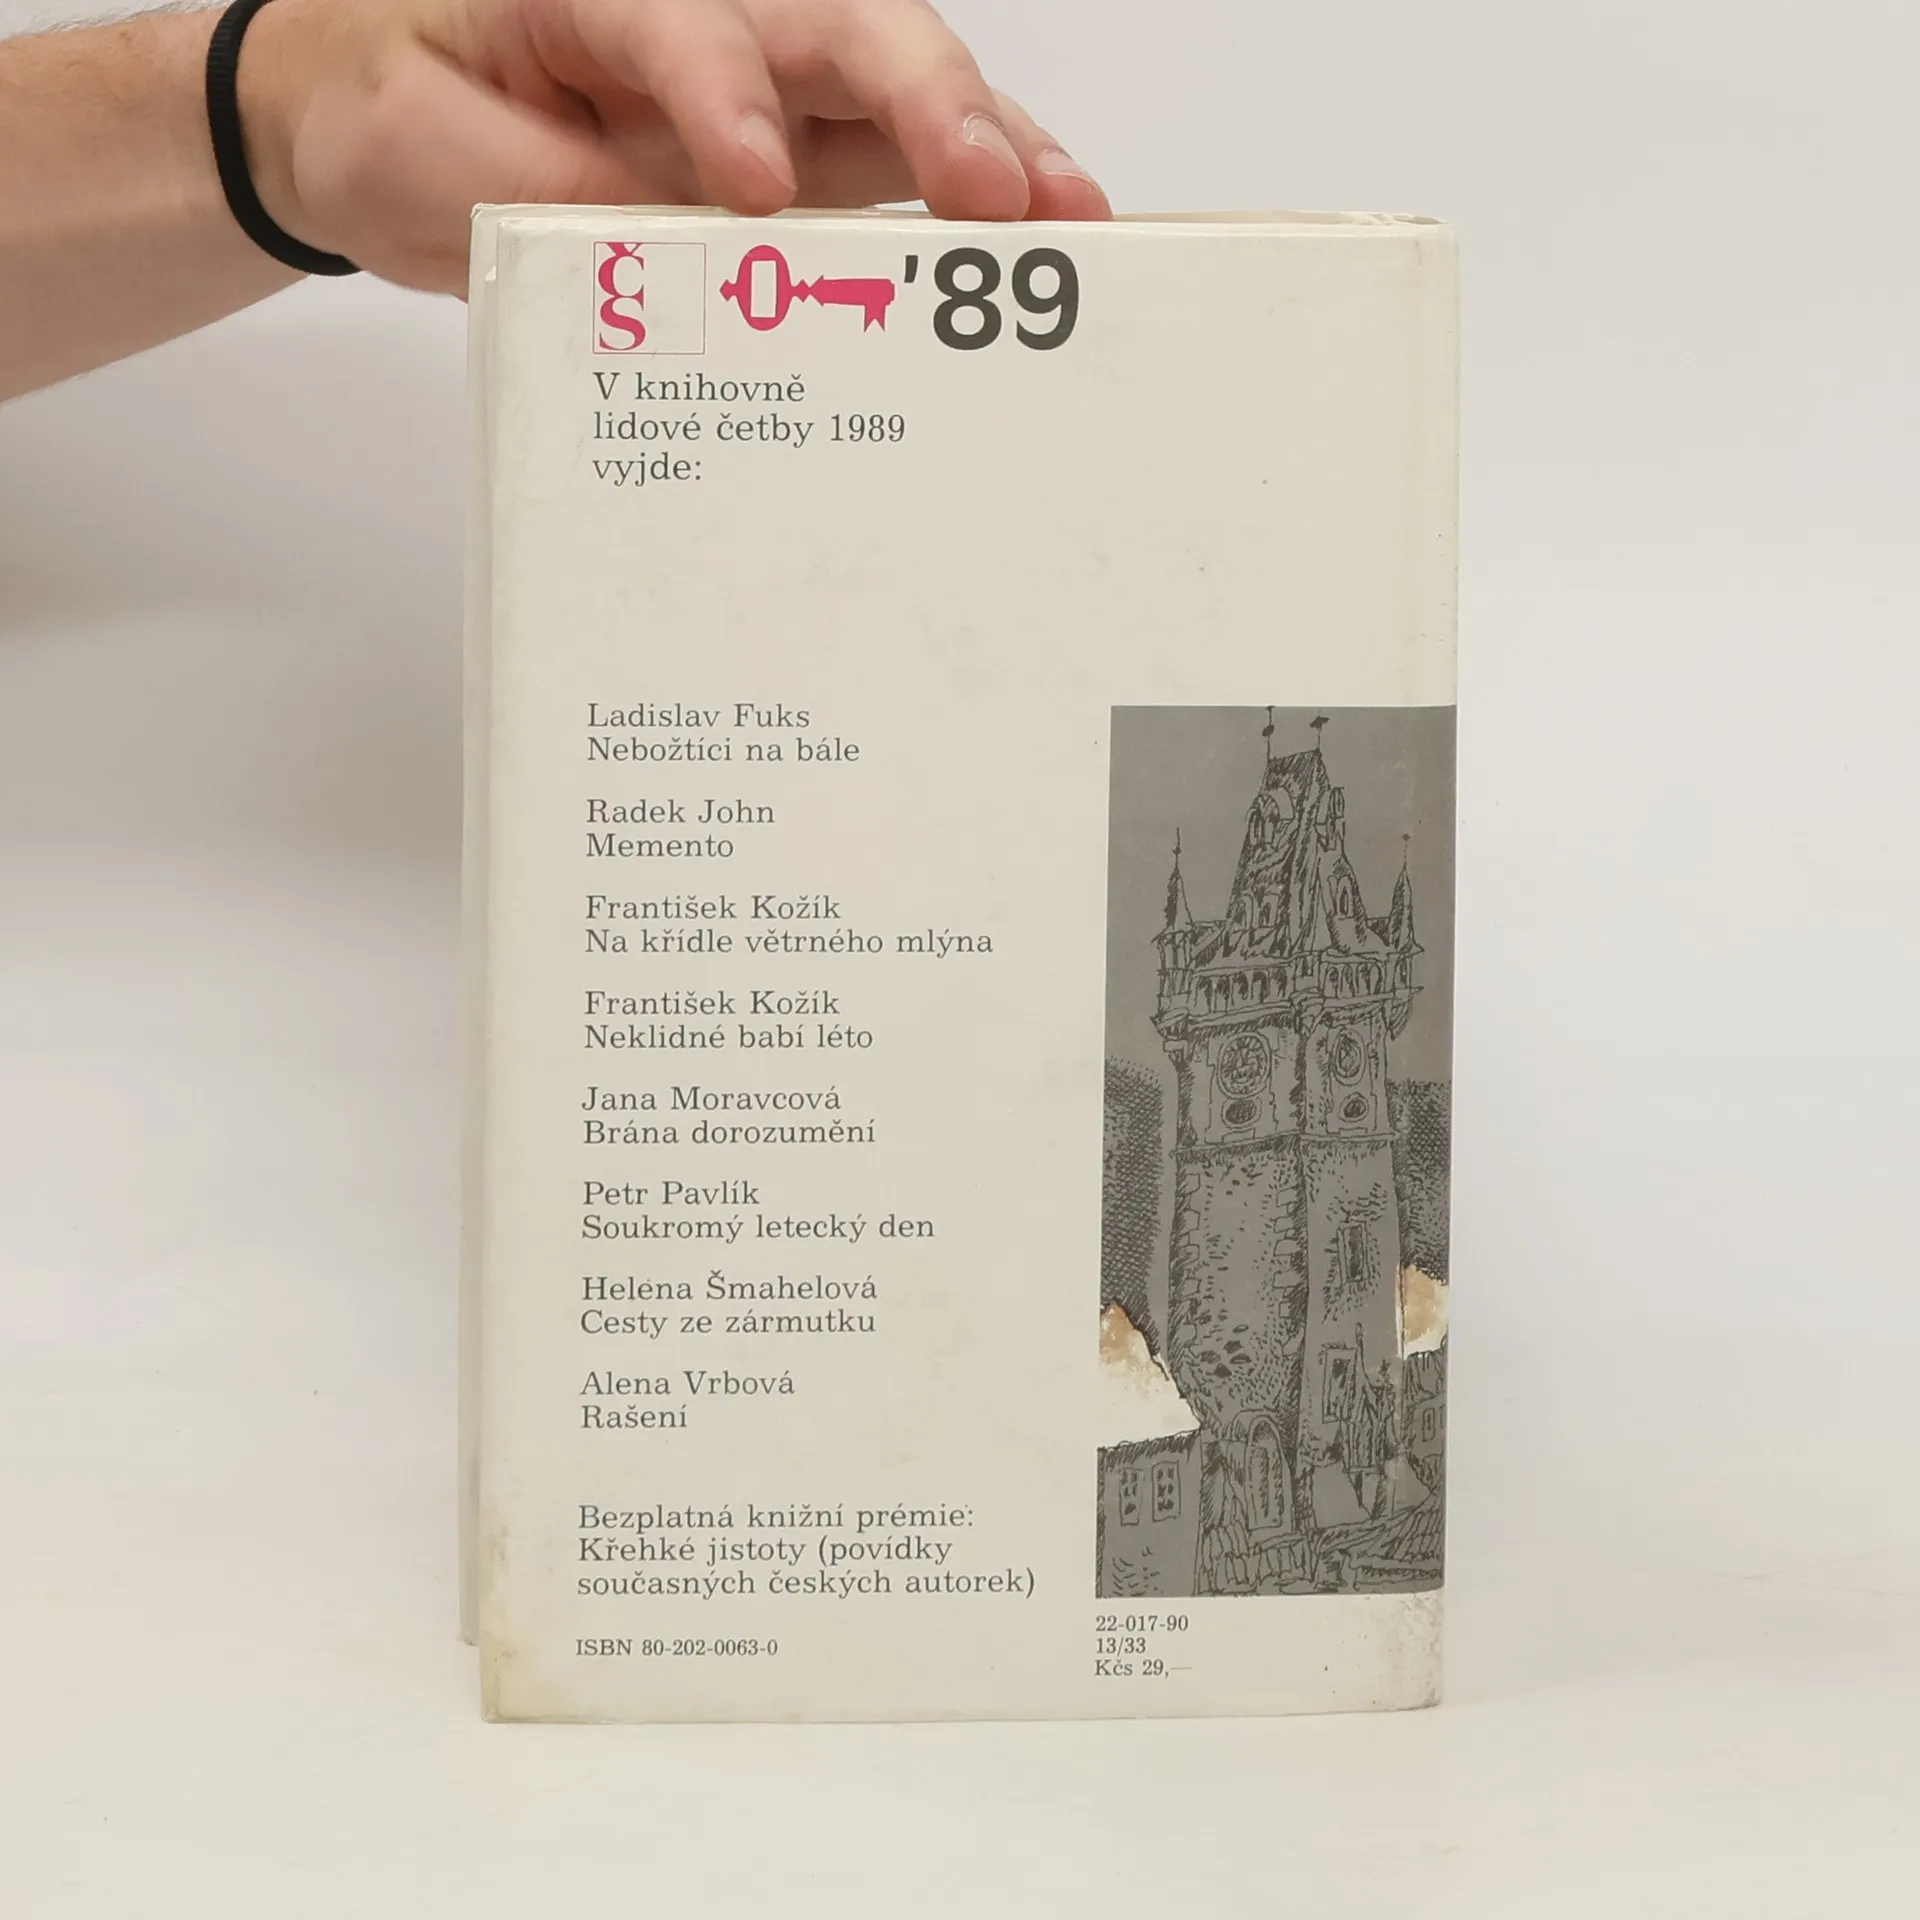 Č
S
'89
V knihovně
lidové četby 1989
vyjde:
Ladislav Fuks
Nebožtíci na bále
Radek John
Memento
František Kožík
Na křídle větrného mlýna
František Kožík
Neklidné babí léto
Jana Moravcová
Brána dorozumění
Petr Pavlík
Soukromý letecký den
Helena Šmahelová
Cesty ze zármutku
Alena Vrbová
Rašení
Bezplatná knižní prémie:
Křehké jistoty (povídky
současných českých autorek)
ISBN 80-202-0063-0
22-017-90
13/33
Kčs 29,—